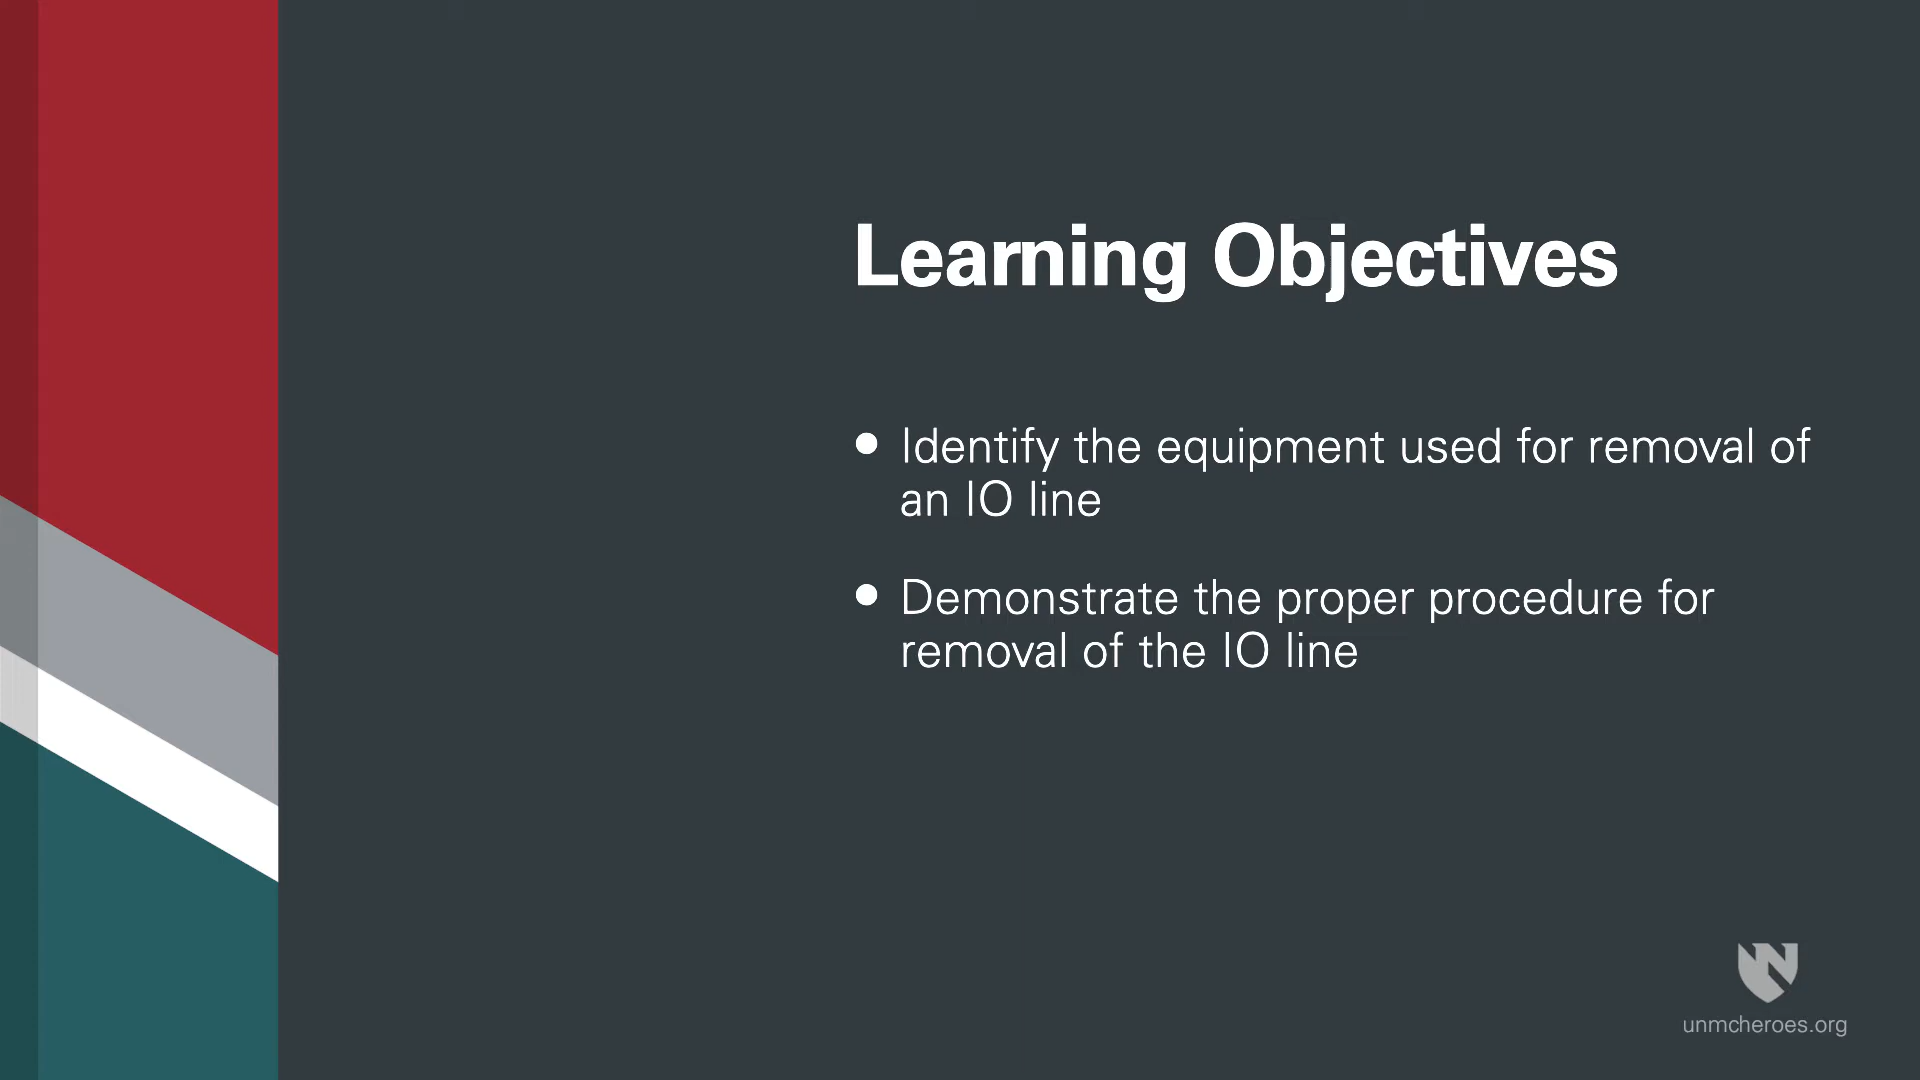 Learning Objectives
• Identify the equipment used for removal of
an IO line
• Demonstrate the proper procedure for
removal of the IO line
unmcheroes.org